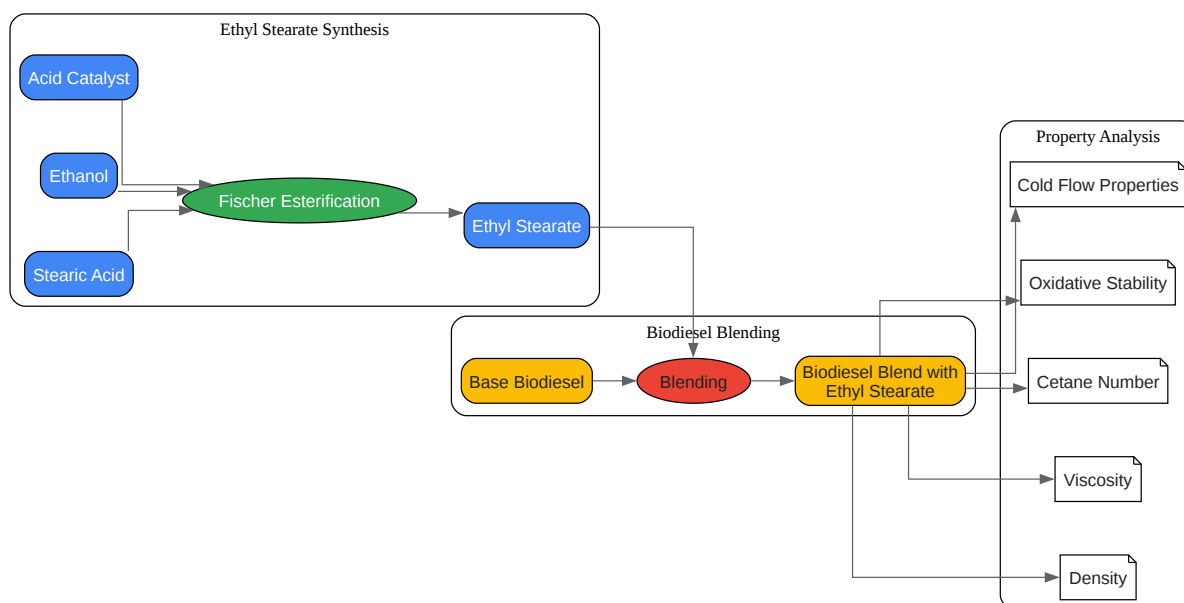 Ethyl Stearate Synthesis
Acid Catalyst
Ethanol
Stearic Acid
Fischer Esterification
Ethyl Stearate
Biodiesel Blending
Base Biodiesel
Blending
Biodiesel Blend with
Ethyl Stearate
Property Analysis
Cold Flow Properties
Oxidative Stability
Cetane Number
Viscosity
Density